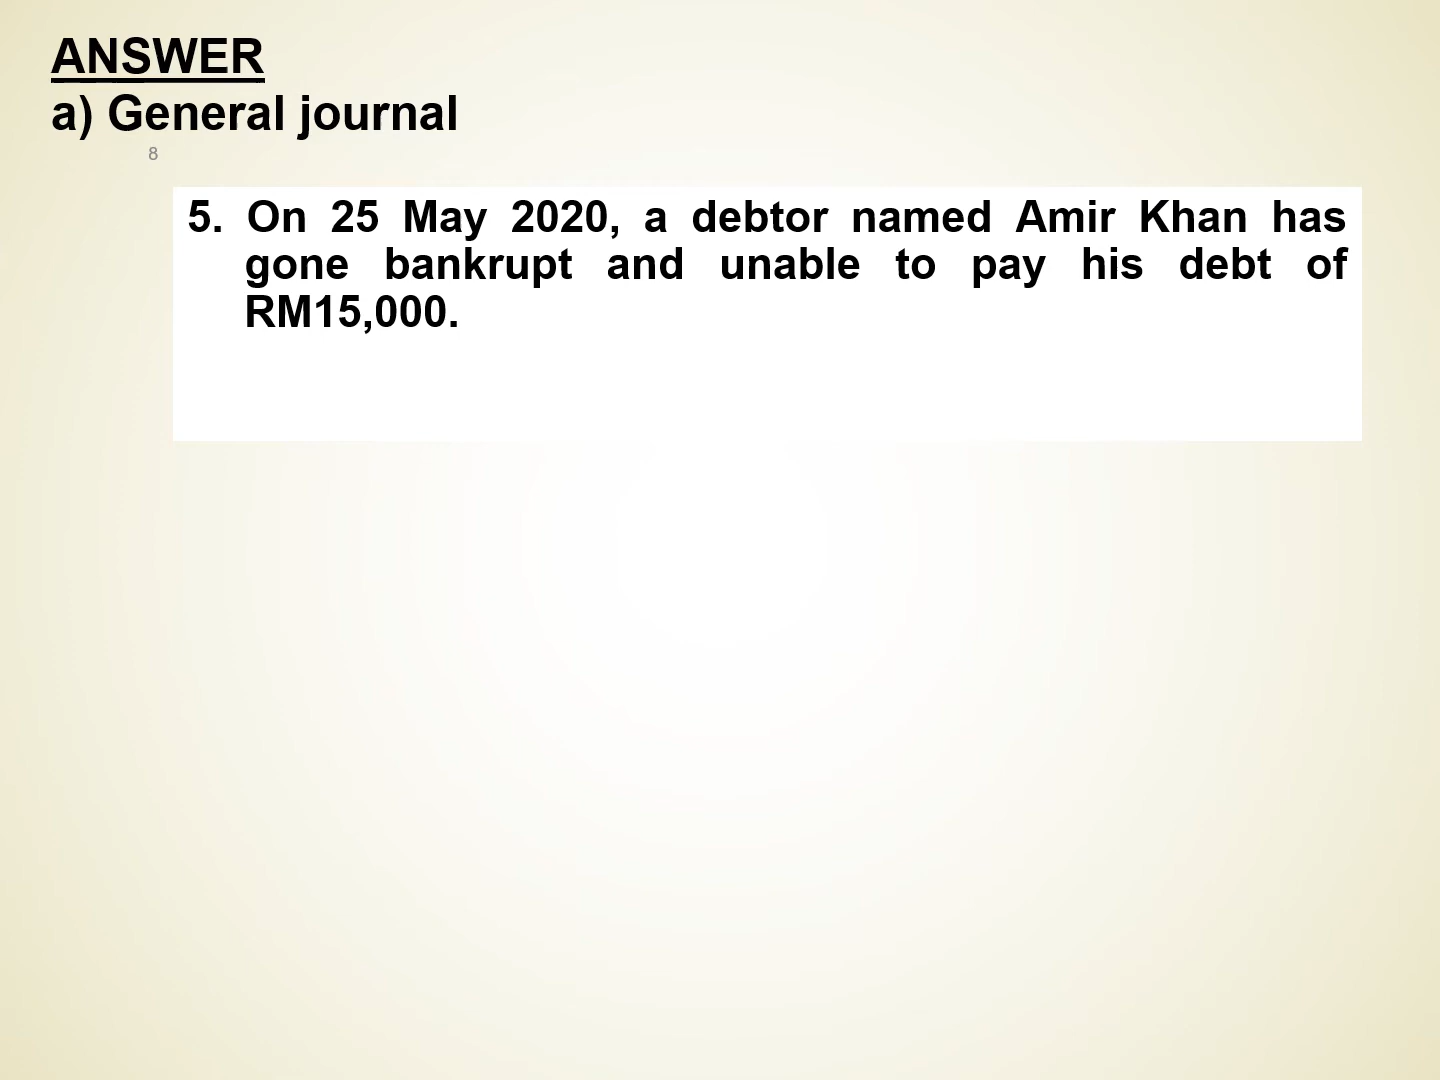 ANSWER
a) General journal
8
5. On 25 May 2020, a debtor named Amir Khan has
gone bankrupt and unable to pay his debt of
RM15,000.